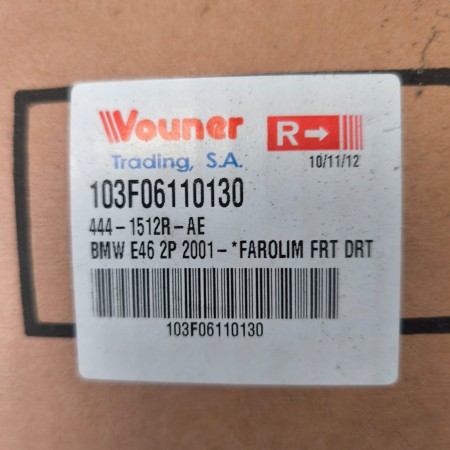 Vouner
Trading, S.A.
R→
10/11/12
103F06110130
444-1512R-AE
BMW E46 2P 2001- *FAROLIM FRT DRT
103F06110130